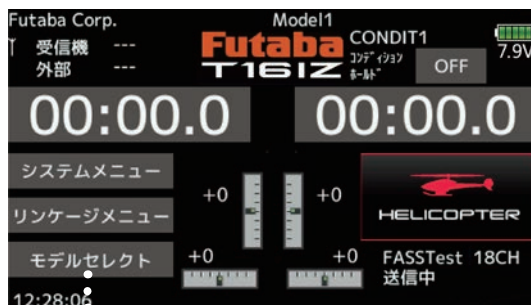 Futaba Corp.
Model1
受信機 ---
外部 ---
Futaba
T16IZ
CONDIT1
コンディション
ホールド
OFF
7.9V
00:00.0
00:00.0
システムメニュー
リンケージメニュー
モデルセレクト
+0
+0
+0
+0
HELICOPTER
FASSTest 18CH
送信中
12:28:06